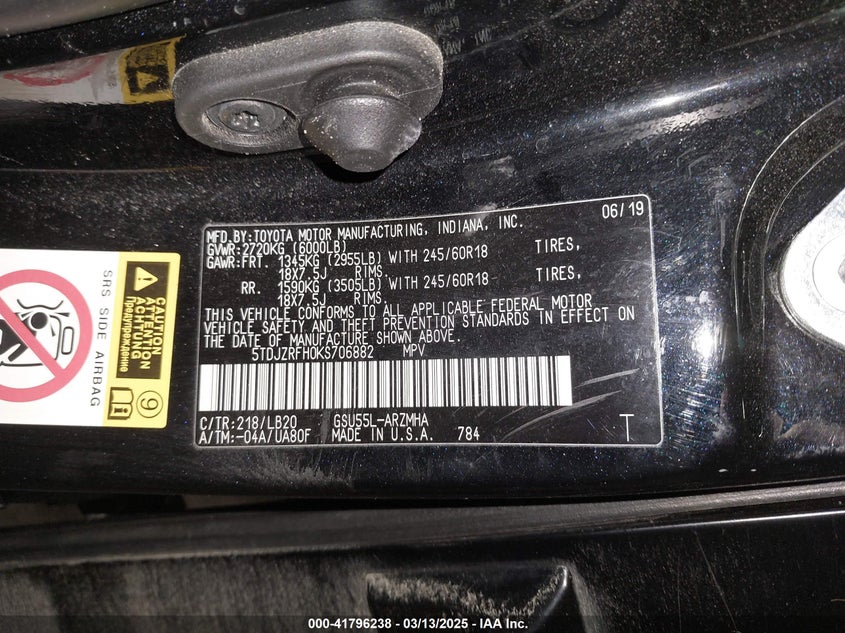 06/19
MFD.BY:TOYOTA MOTOR MANUFACTURING, INDIANA, INC.
GVWR:2720KG (6000LB)
GAWR:FRT. 1345KG (2955LB) WITH 245/60R18 TIRES,
18X7.5J RIMS,
RR. 1590KG (3505LB) WITH 245/60R18 TIRES,
18X7.5J RIMS,
THIS VEHICLE CONFORMS TO ALL APPLICABLE FEDERAL MOTOR
VEHICLE SAFETY AND THEFT PREVENTION STANDARDS IN EFFECT ON
THE DATE OF MANUFACTURE SHOWN ABOVE.
5TDJZRFH0KS706882 MPV
C/TR:218/LB20 GSU55L-ARZMHA
A/TM:-04A/UA80F MADE IN U.S.A. 784 T
CAUTION
ATTENTION
ACHTUNG
Предупреждение
SRS SIDE AIRBAG
9
000-41796238 - 03/13/2025 - IAA Inc.